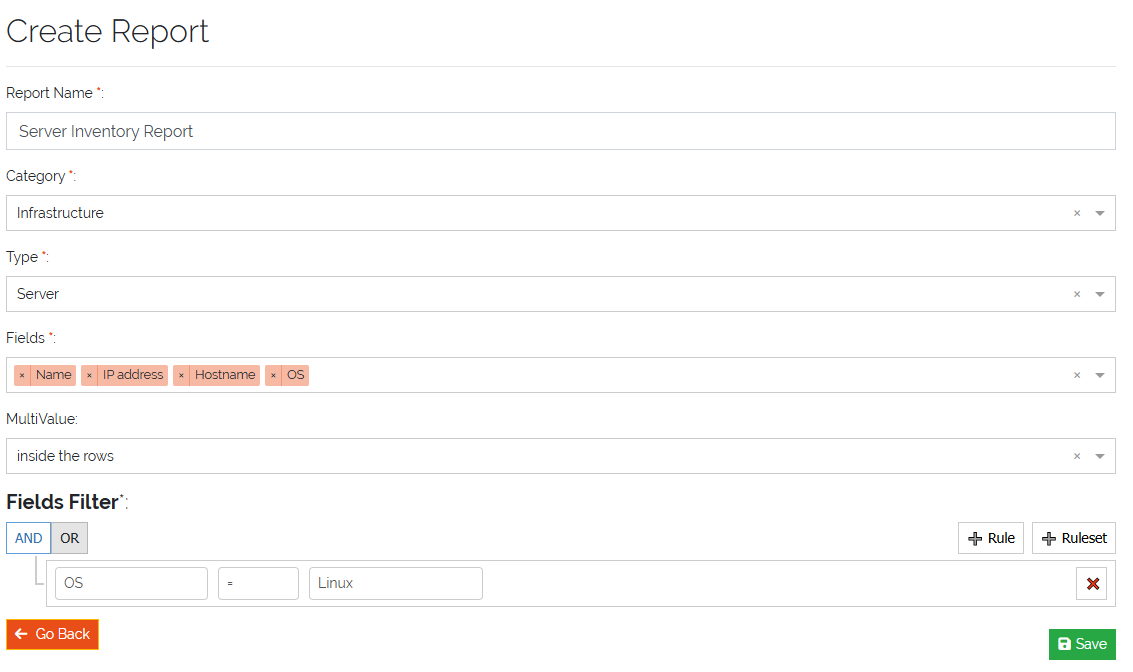 Create Report
Report Name *:
Server Inventory Report
Category *:
Infrastructure
× 
Type *:
Server
×
Fields *:
× Name × IP address × Hostname × OS
×
MultiValue:
inside the rows
×
Fields Filter*:
AND OR + Rule + Ruleset
OS = Linux
Go Back
Save